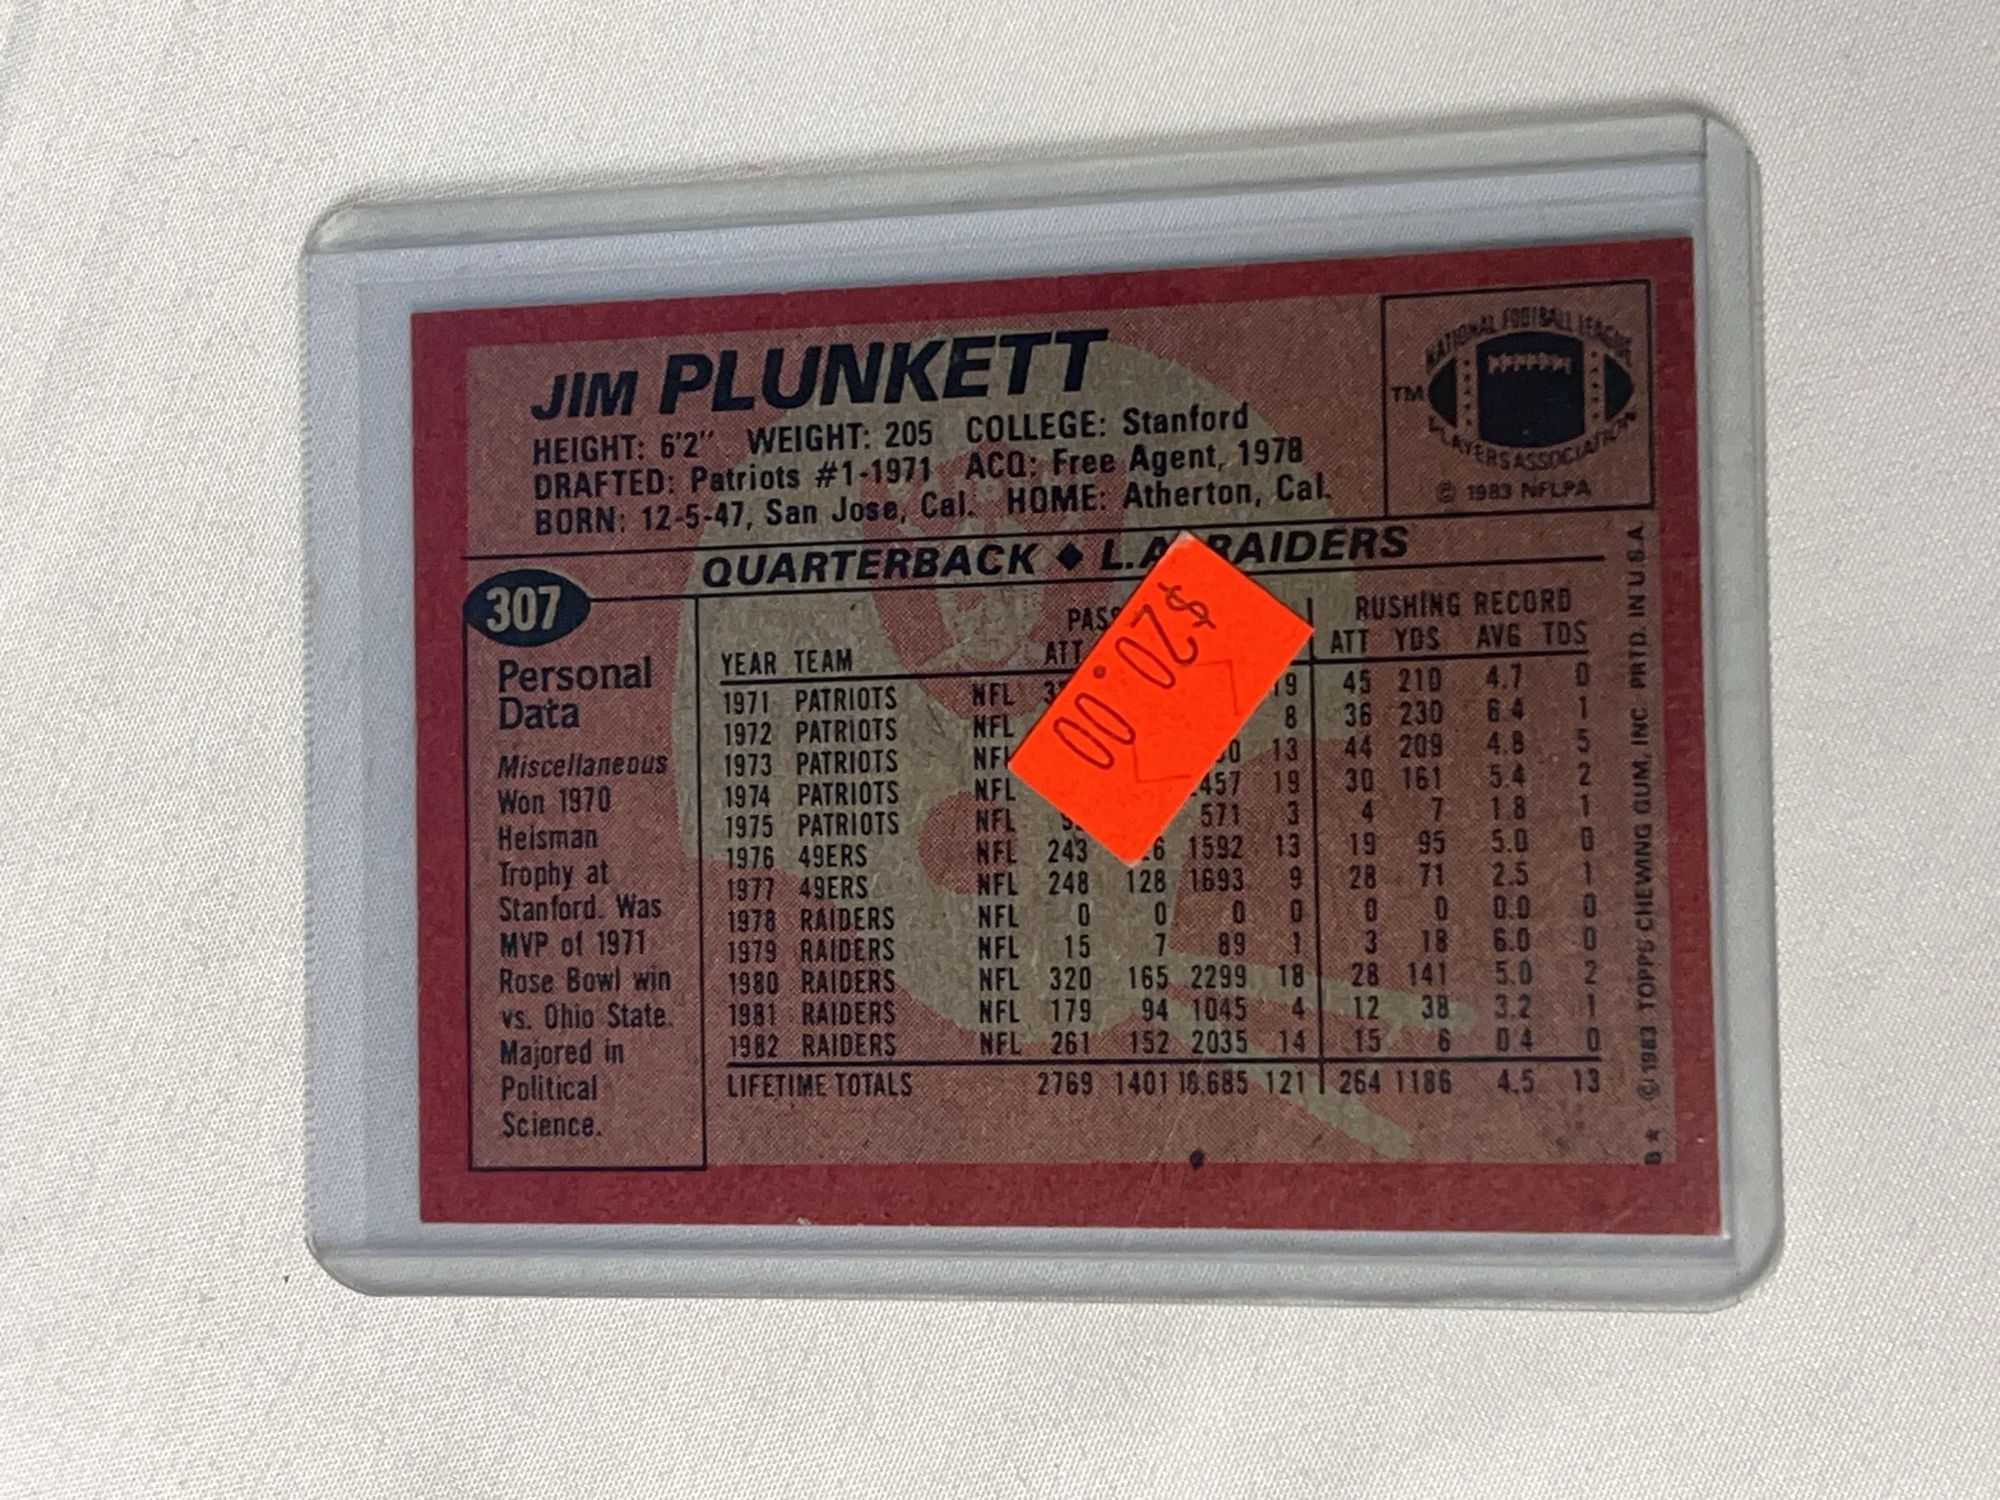 JIM PLUNKETT
HEIGHT: 6'2" WEIGHT: 205 COLLEGE: Stanford
DRAFTED: Patriots #1-1971 ACQ: Free Agent, 1978
BORN: 12-5-47, San Jose, Cal. HOME: Atherton, Cal.
NATIONAL FOOTBALL LEAGUE
TM
PLAYERS ASSOCIATION
© 1983 NFLPA
QUARTERBACK ♦ L.A. RAIDERS
307
Personal
Data
Miscellaneous
Won 1970
Heisman
Trophy at
Stanford. Was
MVP of 1971
Rose Bowl win
vs. Ohio State.
Majored in
Political
Science.
$20.00
PASS RUSHING RECORD
YEAR TEAM ATT ATT YDS AVG TDS
1971 PATRIOTS NFL 19 45 210 4.7 0
1972 PATRIOTS NFL 8 36 230 6.4 1
1973 PATRIOTS NFL 13 44 209 4.8 5
1974 PATRIOTS NFL 457 19 30 161 5.4 2
1975 PATRIOTS NFL 571 3 4 7 1.8 1
1976 49ERS NFL 243 1592 13 19 95 5.0 0
1977 49ERS NFL 248 128 1693 9 28 71 2.5 1
1978 RAIDERS NFL 0 0 0 0 0 0 0.0 0
1979 RAIDERS NFL 15 7 89 1 3 18 6.0 0
1980 RAIDERS NFL 320 165 2299 18 28 141 5.0 2
1981 RAIDERS NFL 179 94 1045 4 12 38 3.2 1
1982 RAIDERS NFL 261 152 2035 14 15 6 0.4 0
LIFETIME TOTALS 2769 1401 16,685 121 264 1186 4.5 13
B★ © 1983 TOPPS CHEWING GUM, INC. PRTD. IN U.S.A.